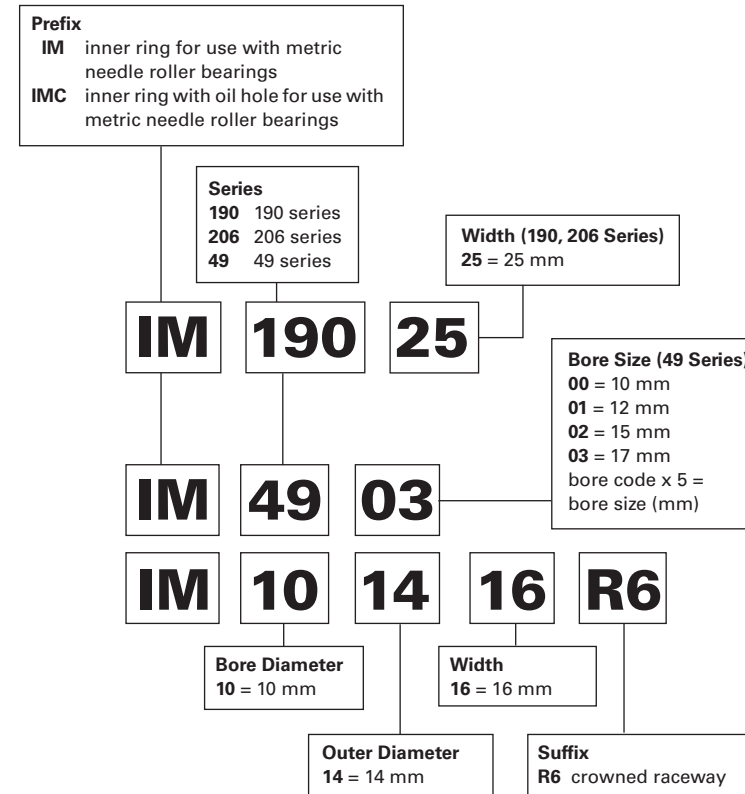 Prefix
IM inner ring for use with metric
needle roller bearings
IMC inner ring with oil hole for use with
metric needle roller bearings
Series
190 190 series
206 206 series
49 49 series
Width (190, 206 Series)
25 = 25 mm
IM 190 25
Bore Size (49 Series)
00 = 10 mm
01 = 12 mm
02 = 15 mm
03 = 17 mm
bore code x 5 =
bore size (mm)
IM 49 03
IM 10 14 16 R6
Bore Diameter
10 = 10 mm
Width
16 = 16 mm
Outer Diameter
14 = 14 mm
Suffix
R6 crowned raceway